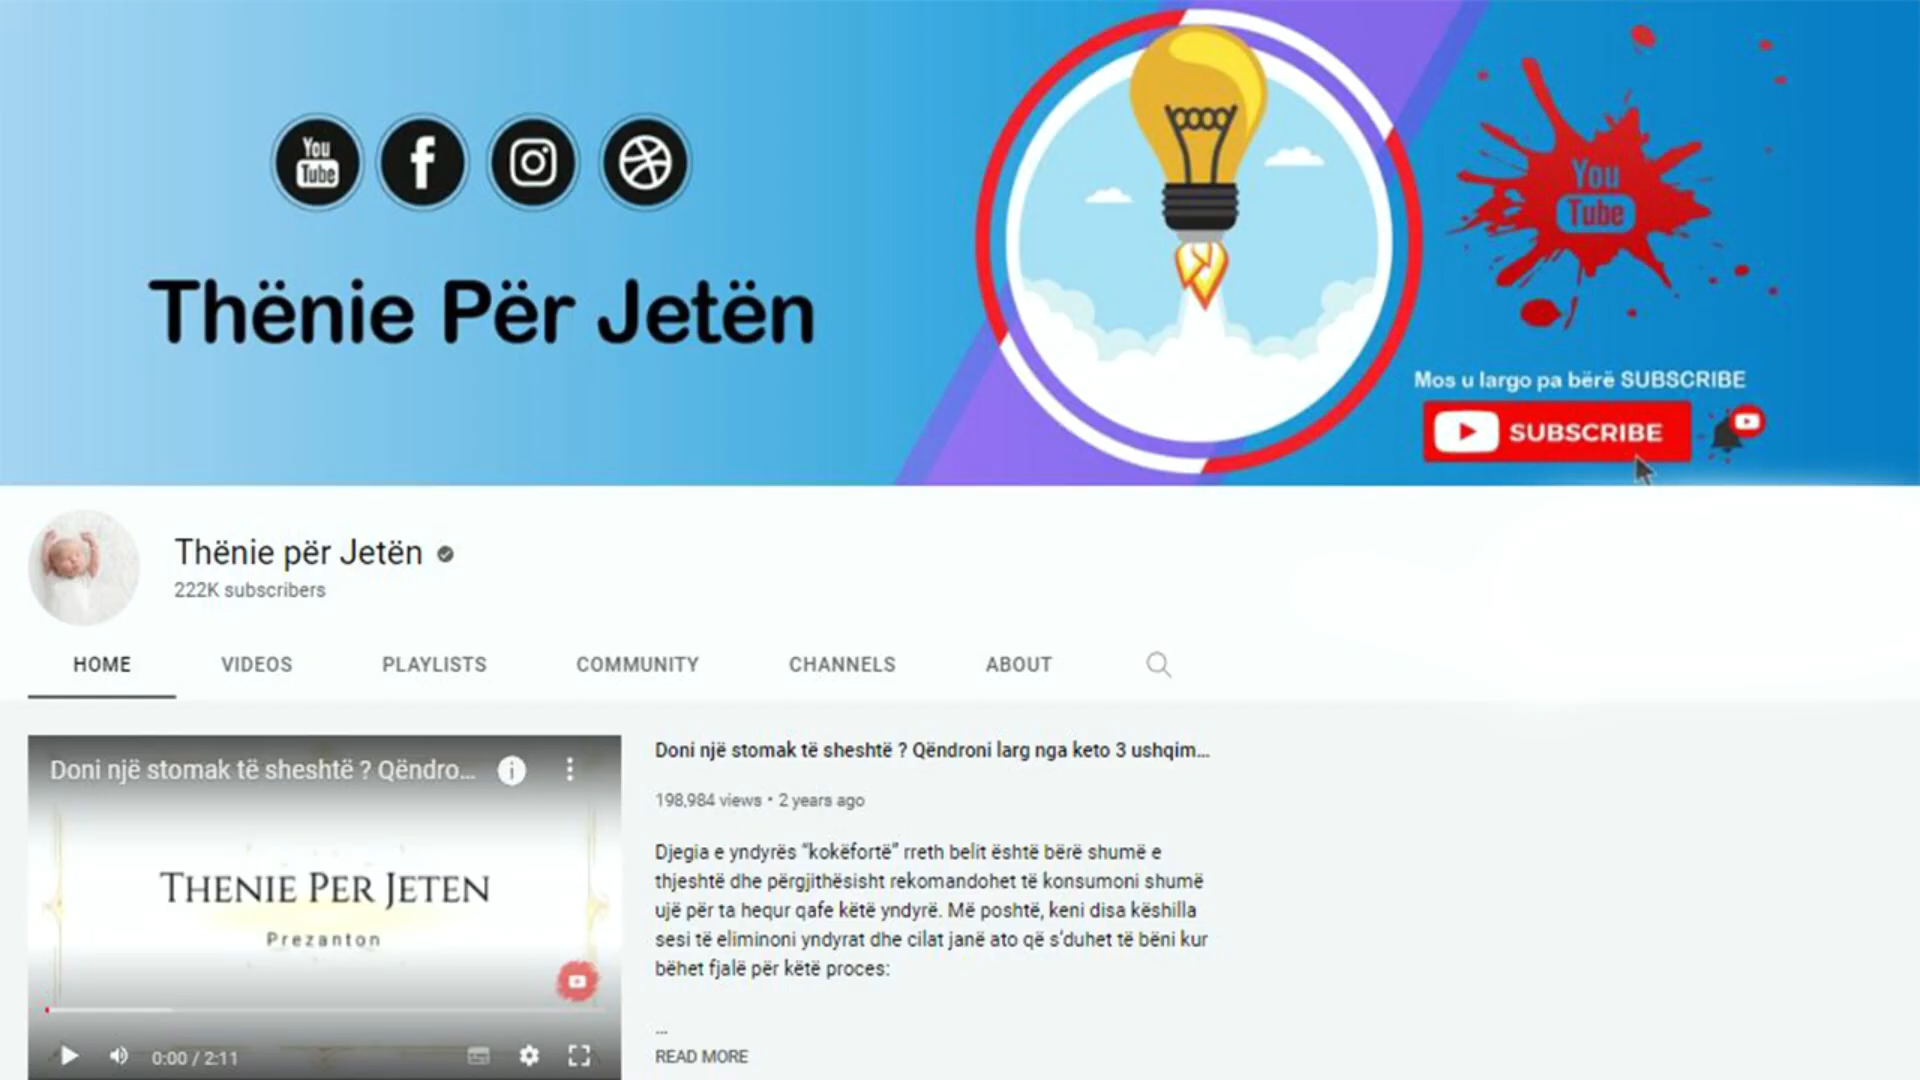 You
Tube
Thënie Për Jetën
You
Tube
Mos u largo pa bërë SUBSCRIBE
SUBSCRIBE
Thënie për Jetën
222K subscribers
HOME VIDEOS PLAYLISTS COMMUNITY CHANNELS ABOUT
Doni një stomak të sheshtë ? Qëndro...
THENIE PER JETEN
Prezanton
0:00 / 2:11
Doni një stomak të sheshtë ? Qëndroni larg nga keto 3 ushqim...
198,984 views • 2 years ago
Djegia e yndyrës “kokëfortë” rreth belit është bërë shumë e
thjeshtë dhe përgjithësisht rekomandohet të konsumoni shumë
ujë për ta hequr qafe këtë yndyrë. Më poshtë, keni disa këshilla
sesi të eliminoni yndyrat dhe cilat janë ato që s’duhet të bëni kur
bëhet fjalë për këtë proces:
...
READ MORE